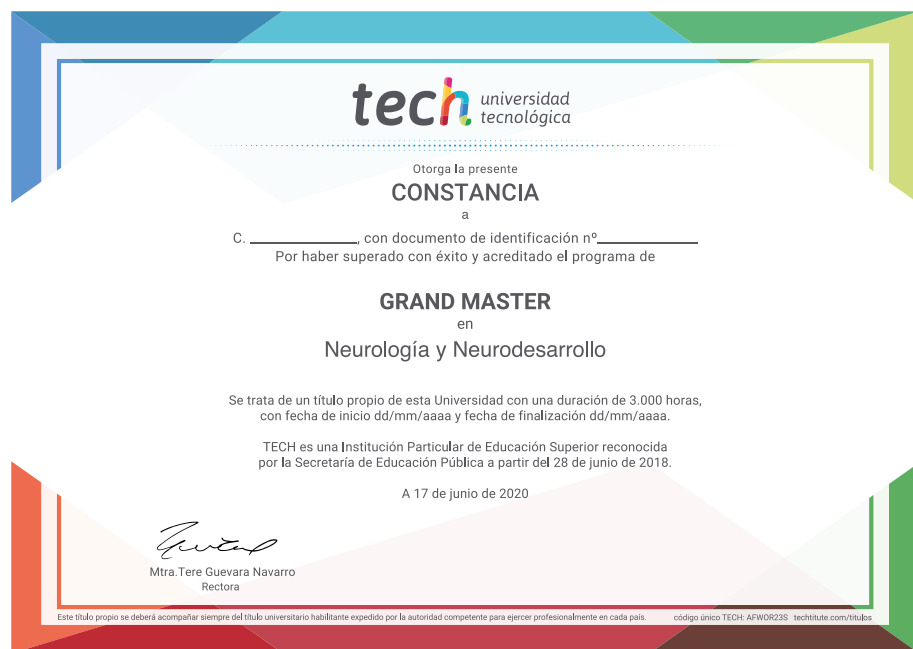 tech universidad
tecnológica
Otorga la presente
CONSTANCIA
a
C. ______________, con documento de identificación nº_____________
Por haber superado con éxito y acreditado el programa de
GRAND MASTER
en
Neurología y Neurodesarrollo
Se trata de un título propio de esta Universidad con una duración de 3.000 horas,
con fecha de inicio dd/mm/aaaa y fecha de finalización dd/mm/aaaa.
TECH es una Institución Particular de Educación Superior reconocida
por la Secretaría de Educación Pública a partir del 28 de junio de 2018.
A 17 de junio de 2020
Mtra.Tere Guevara Navarro
Rectora
Este título propio se deberá acompañar siempre del título universitario habilitante expedido por la autoridad competente para ejercer profesionalmente en cada país. código único TECH: AFWOR23S techtitute.com/titulos